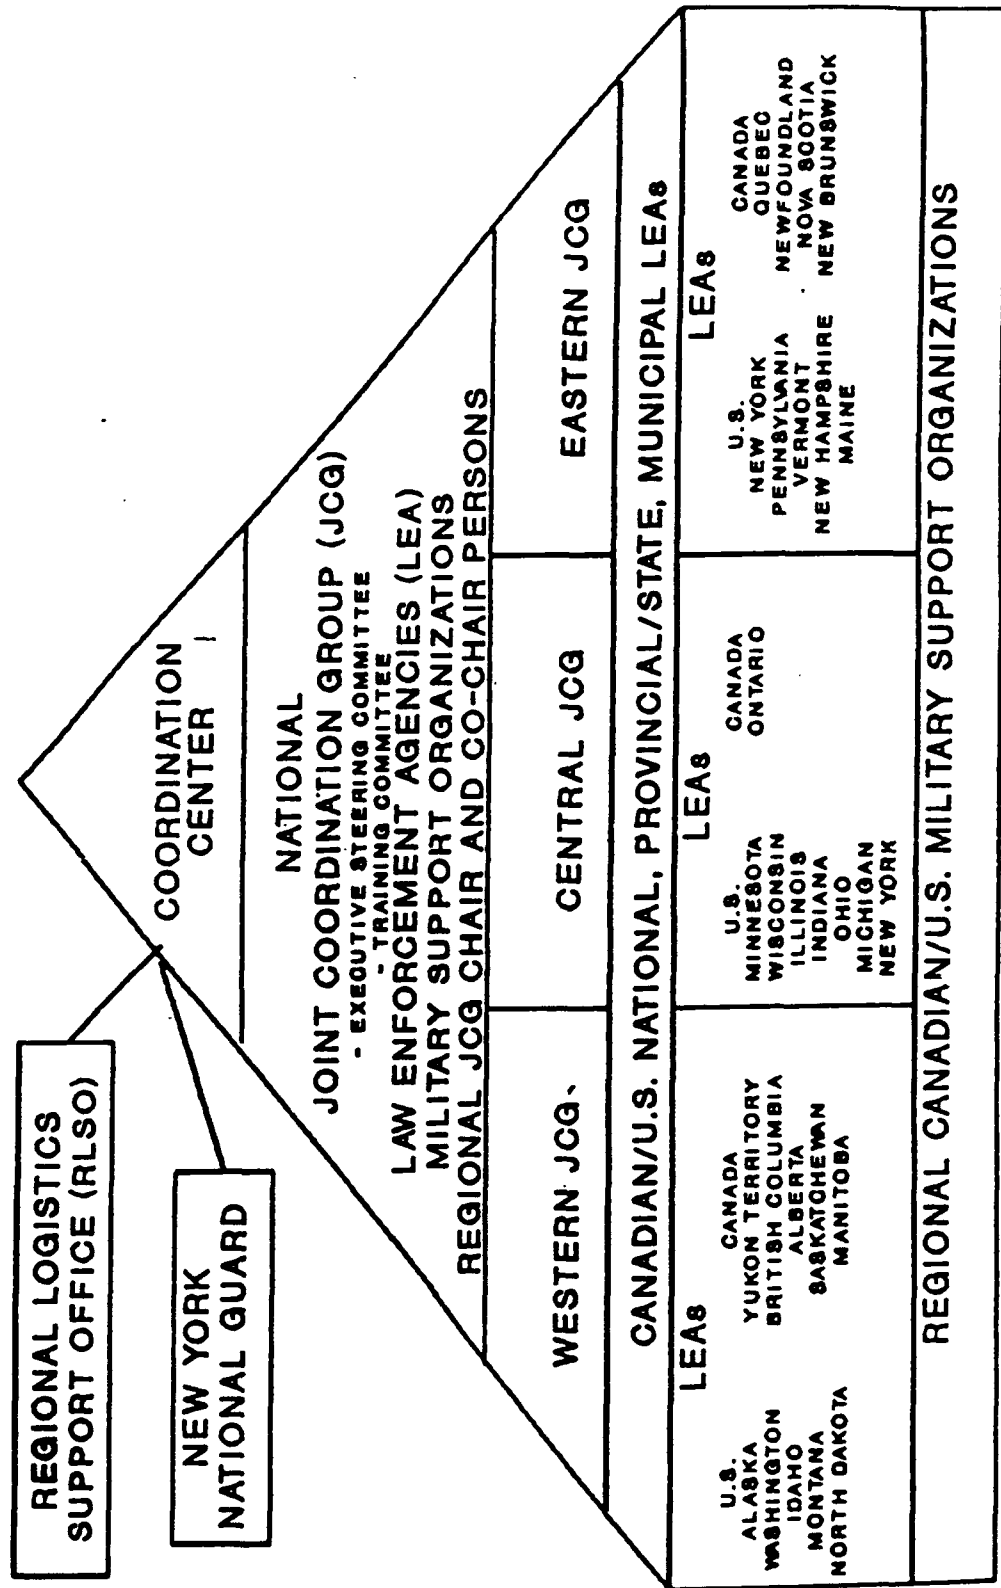 REGIONAL LOGISTICS
SUPPORT OFFICE (RLSO)
NEW YORK
NATIONAL GUARD
COORDINATION
CENTER
NATIONAL
JOINT COORDINATION GROUP (JCG)
- EXECUTIVE STEERING COMMITTEE
- TRAINING COMMITTEE
LAW ENFORCEMENT AGENCIES (LEA)
MILITARY SUPPORT ORGANIZATIONS
REGIONAL JCG CHAIR AND CO-CHAIR PERSONS
WESTERN JCG
CENTRAL JCG
EASTERN JCG
CANADIAN/U.S. NATIONAL, PROVINCIAL/STATE, MUNICIPAL LEAs
LEAs
U.S.
ALASKA
WASHINGTON
IDAHO
MONTANA
NORTH DAKOTA
CANADA
YUKON TERRITORY
BRITISH COLUMBIA
ALBERTA
SASKATCHEWAN
MANITOBA
LEAs
U.S.
MINNESOTA
WISCONSIN
ILLINOIS
INDIANA
OHIO
MICHIGAN
NEW YORK
CANADA
ONTARIO
LEAs
U.S.
NEW YORK
PENNSYLVANIA
VERMONT
NEW HAMPSHIRE
MAINE
CANADA
QUEBEC
NEWFOUNDLAND
NOVA SCOTIA
NEW BRUNSWICK
REGIONAL CANADIAN/U.S. MILITARY SUPPORT ORGANIZATIONS